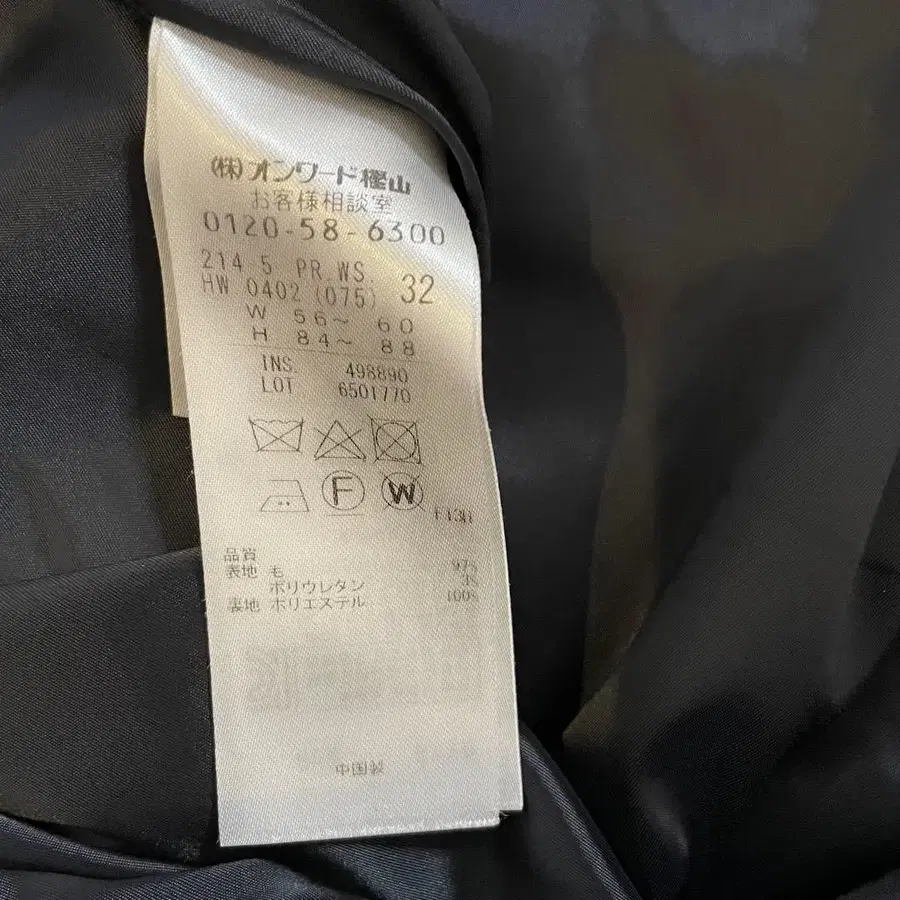 (株)オンワード樫山
お客様相談室
0120-58-6300
214 5 PR.WS. 32
HW 0402 (075)
W 56~ 60
H 84~ 88
INS. 498890
LOT 6501770
F
W
品質
表地 毛 97%
ポリウレタン 3%
裏地 ポリエステル 100%
中国製